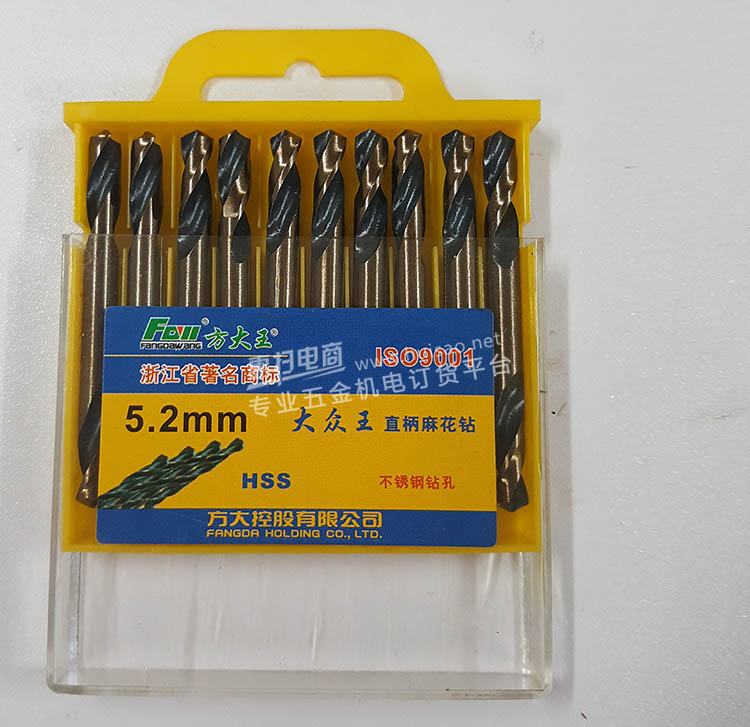 FDW® 方大王®
FANGDAWANG
浙江省著名商标
ISO9001
专业五金机电订货平台
5.2mm
大众王 直柄麻花钻
HSS
不锈钢钻孔
方大控股有限公司
FANGDA HOLDING CO., LTD.